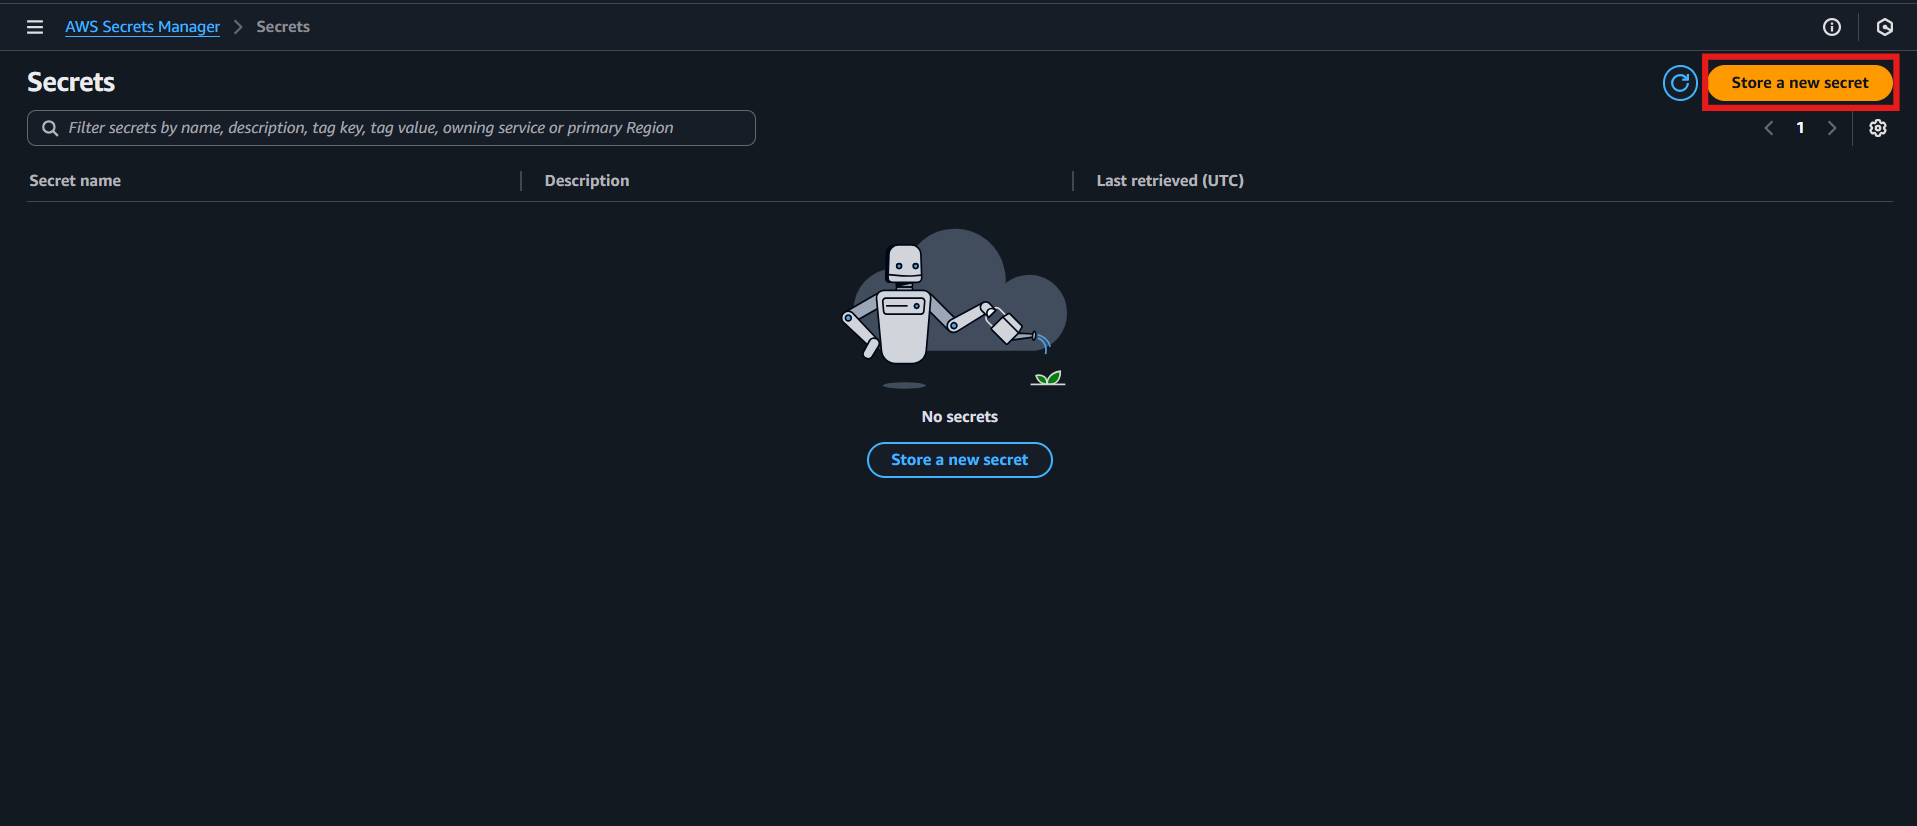 AWS Secrets Manager > Secrets
Secrets
Store a new secret
Filter secrets by name, description, tag key, tag value, owning service or primary Region
1
Secret name
Description
Last retrieved (UTC)
No secrets
Store a new secret